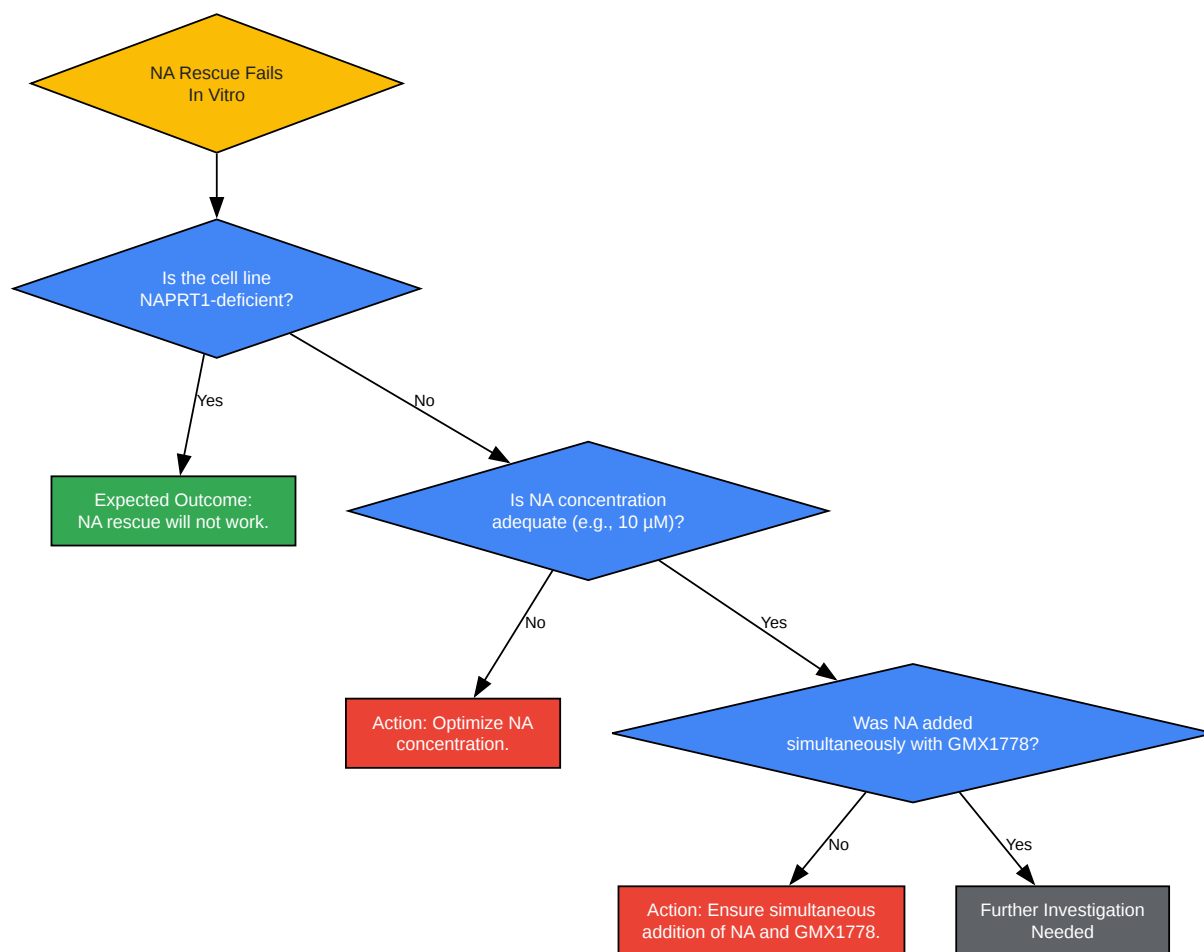 NA Rescue Fails
In Vitro
Is the cell line
NAPRT1-deficient?
Yes
No
Expected Outcome:
NA rescue will not work.
Is NA concentration
adequate (e.g., 10 µM)?
No
Yes
Action: Optimize NA
concentration.
Was NA added
simultaneously with GMX1778?
No
Yes
Action: Ensure simultaneous
addition of NA and GMX1778.
Further Investigation
Needed